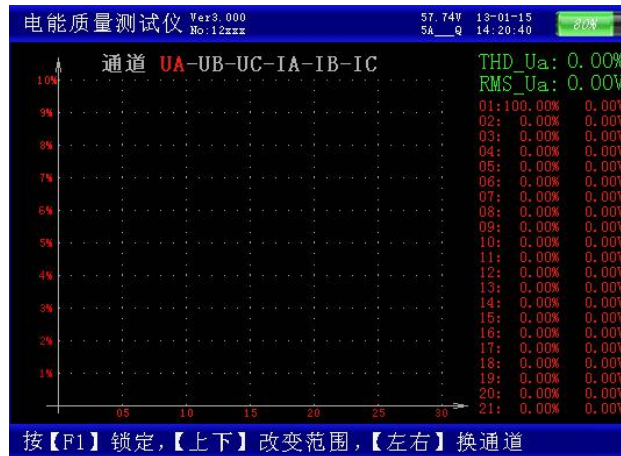 电能质量测试仪 Ver3.000 57.74V 13-01-15 80%
No:12xxx 5A__Q 14:20:40
通道 UA-UB-UC-IA-IB-IC
THD_Ua: 0.00%
RMS_Ua: 0.00V
10%
9%
8%
7%
6%
5%
4%
3%
2%
1%
05 10 15 20 25 30
01:100.00% 0.00V
02: 0.00% 0.00V
03: 0.00% 0.00V
04: 0.00% 0.00V
05: 0.00% 0.00V
06: 0.00% 0.00V
07: 0.00% 0.00V
08: 0.00% 0.00V
09: 0.00% 0.00V
10: 0.00% 0.00V
11: 0.00% 0.00V
12: 0.00% 0.00V
13: 0.00% 0.00V
14: 0.00% 0.00V
15: 0.00% 0.00V
16: 0.00% 0.00V
17: 0.00% 0.00V
18: 0.00% 0.00V
19: 0.00% 0.00V
20: 0.00% 0.00V
21: 0.00% 0.00V
按【F1】锁定,【上下】改变范围,【左右】换通道